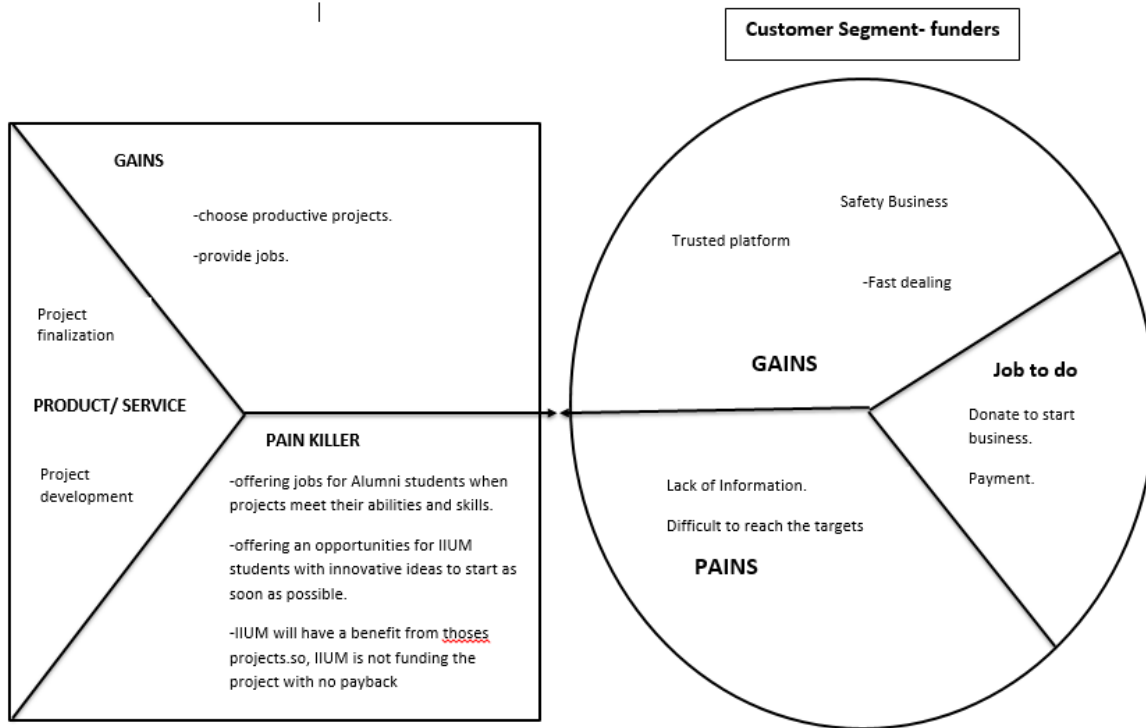 Customer Segment- funders
GAINS
-choose productive projects.
-provide jobs.
Project
finalization
PRODUCT/ SERVICE
Project
development
PAIN KILLER
-offering jobs for Alumni students when
projects meet their abilities and skills.
-offering an opportunities for IIUM
students with innovative ideas to start as
soon as possible.
-IIUM will have a benefit from thoses
projects.so, IIUM is not funding the
project with no payback
Safety Business
Trusted platform
-Fast dealing
GAINS
Job to do
Donate to start
business.
Payment.
Lack of Information.
Difficult to reach the targets
PAINS